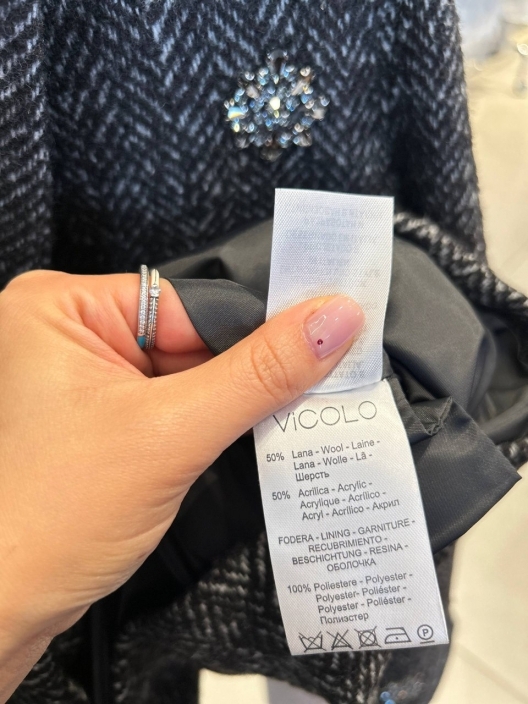 ViCOLO
50% Lana - Wool - Laine -
Lana - Wolle - Lã -
Шерсть
50% Acrilica - Acrylic -
Acrylique - Acrílico -
Acryl - Acrílico - Акрил
FODERA - LINING - GARNITURE -
RECUBRIMIENTO -
BESCHICHTUNG - RESINA -
ОБОЛОЧКА
100% Poliestere - Polyester -
Polyester- Poliéster -
Polyester - Poliéster -
Полиэстер
P